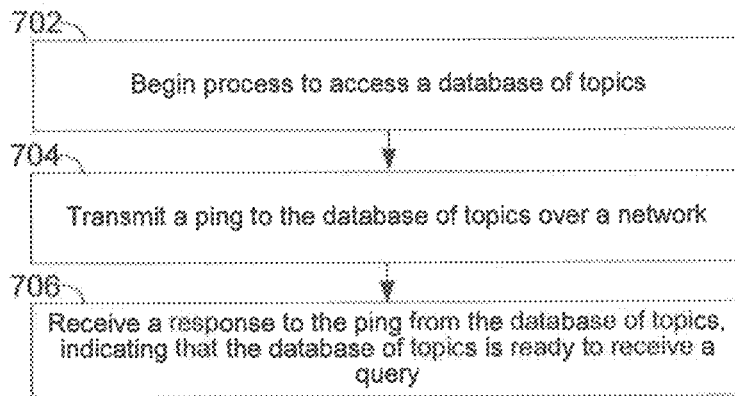 702
Begin process to access a database of topics
704
Transmit a ping to the database of topics over a network
706
Receive a response to the ping from the database of topics,
indicating that the database of topics is ready to receive a
query